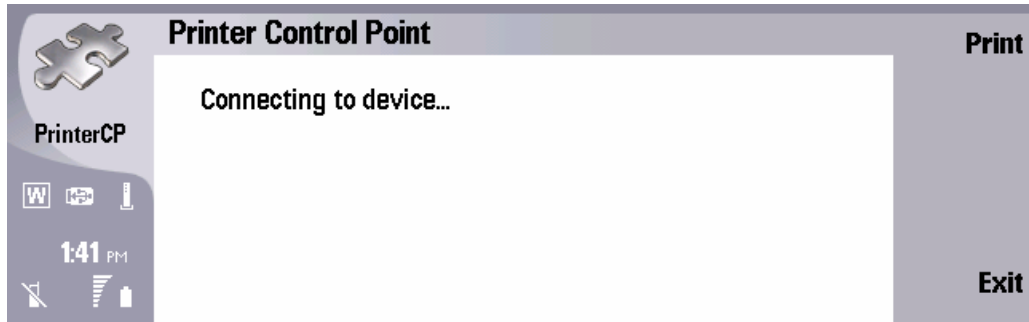 Printer Control Point
Print
Connecting to device...
PrinterCP
W
1:41 PM
Exit